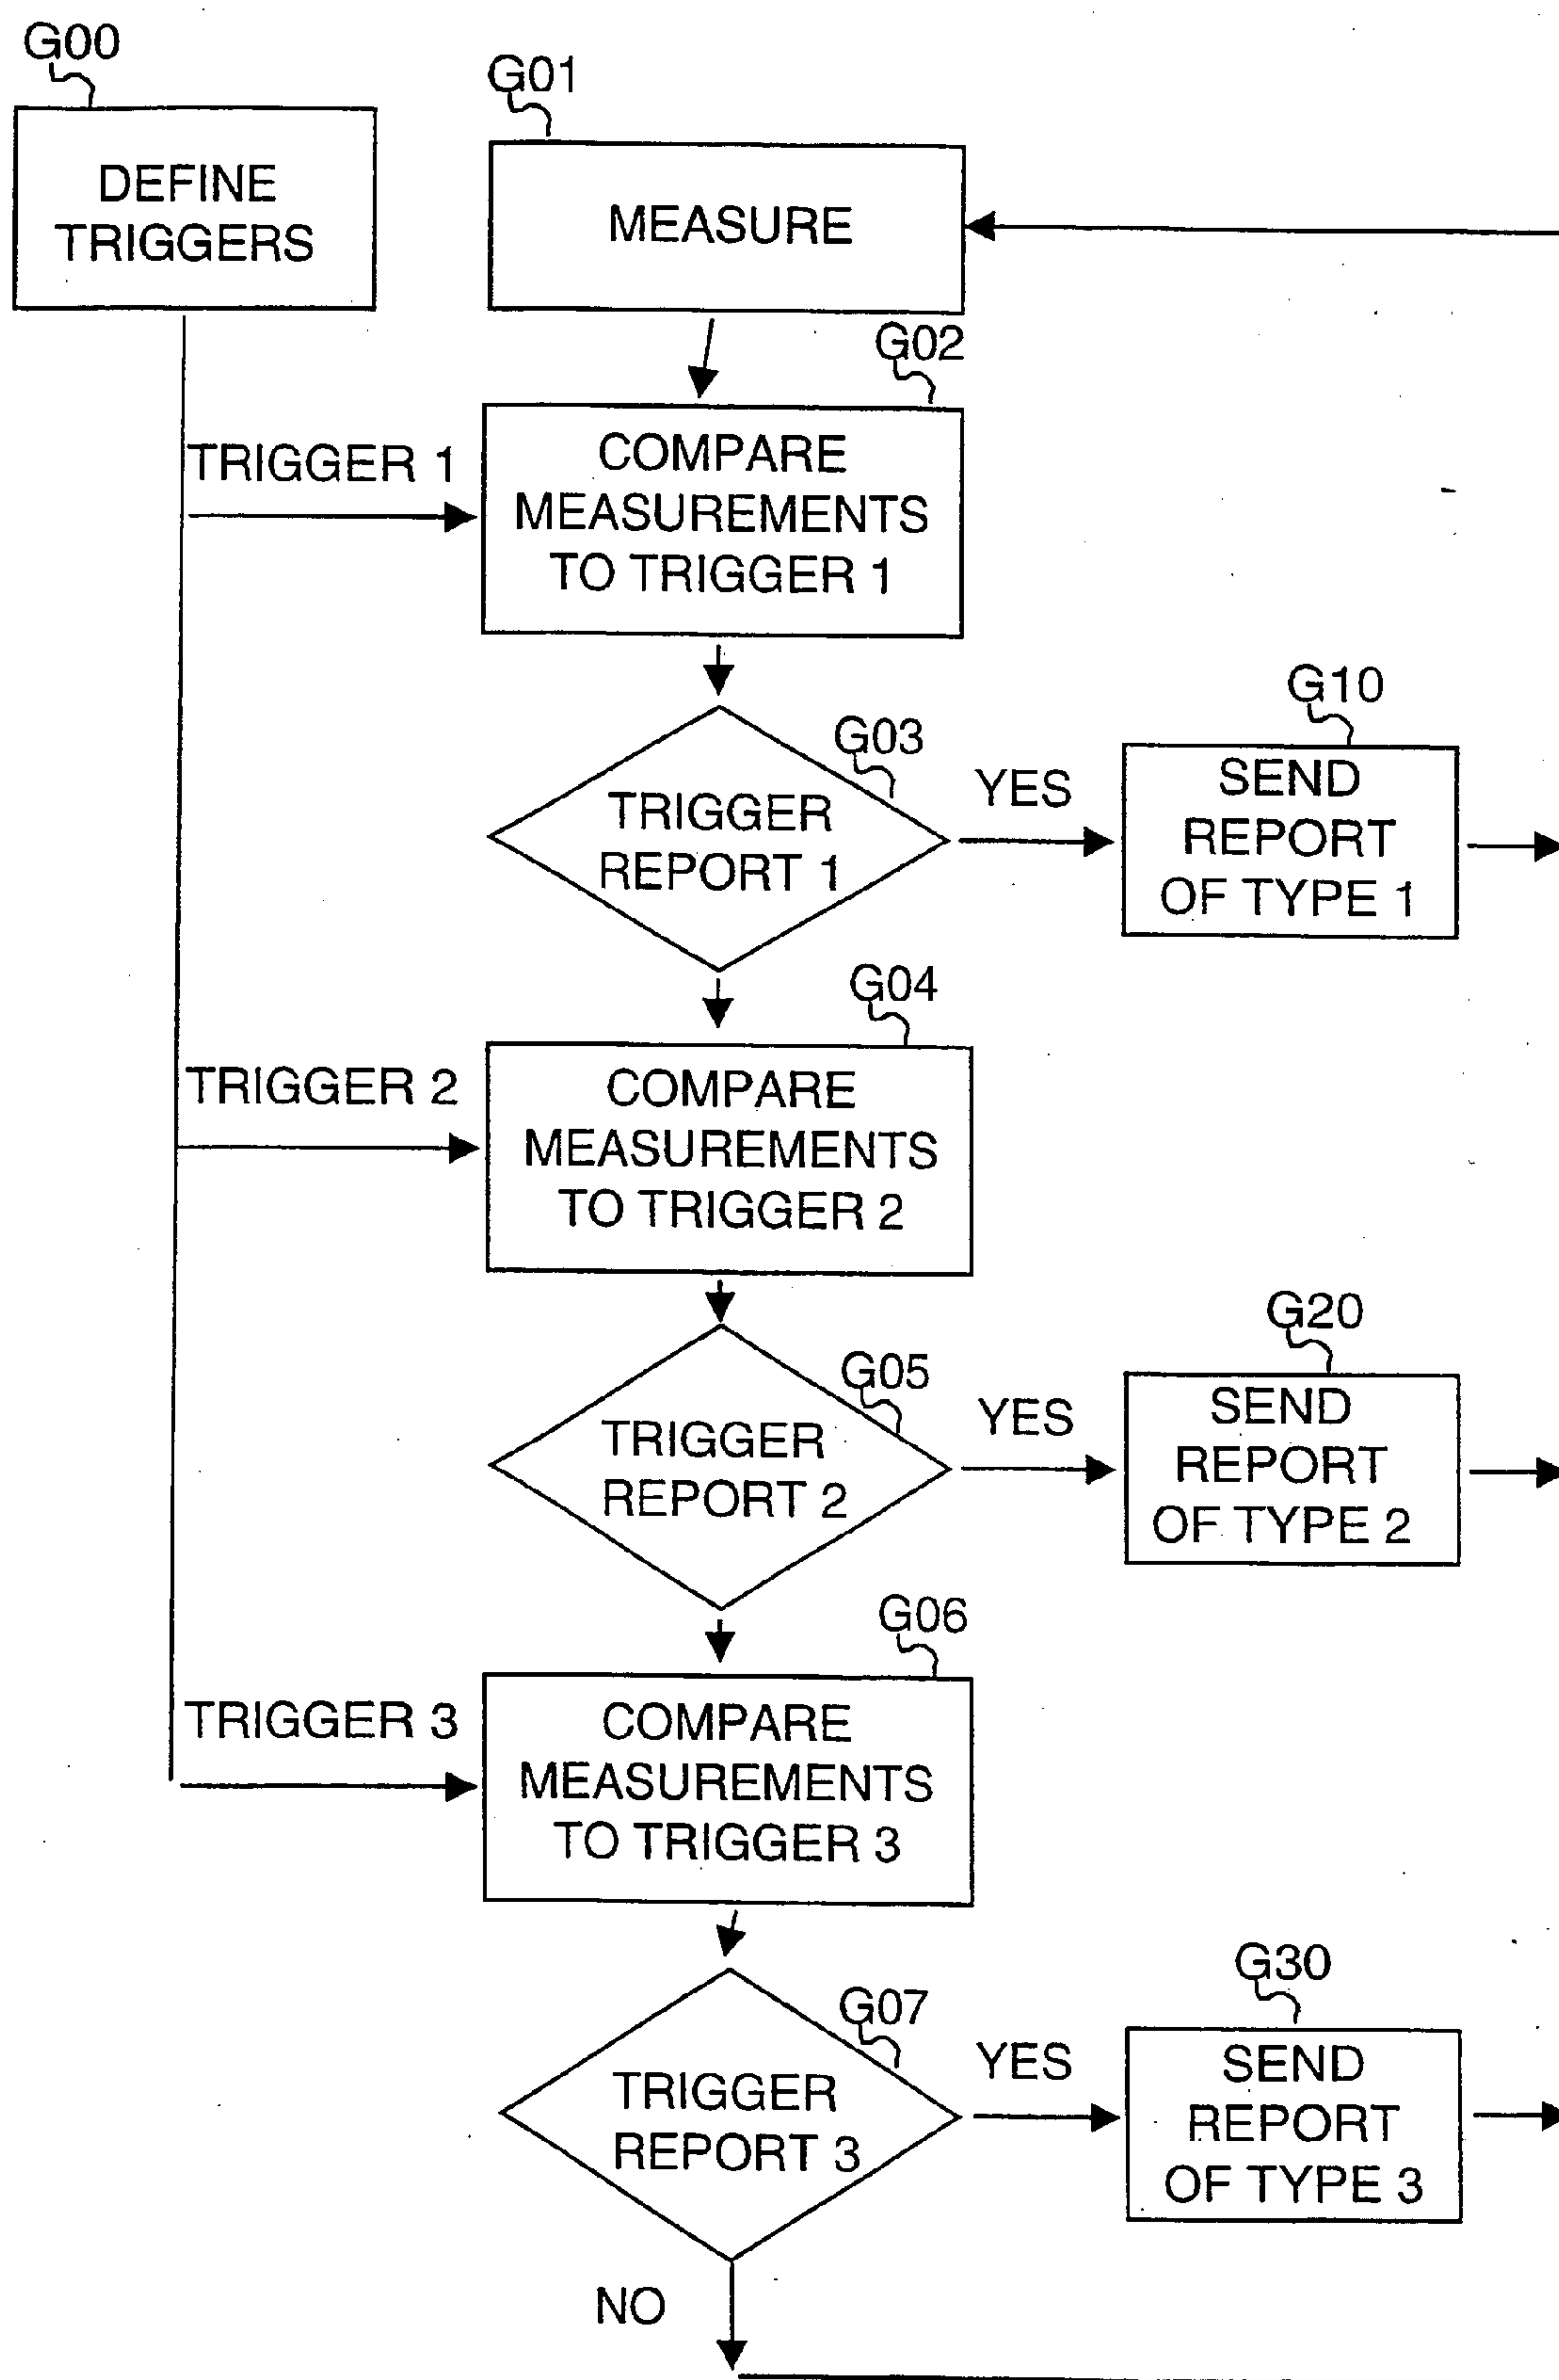 G00
G01
DEFINE
TRIGGERS
MEASURE
G02
TRIGGER 1
COMPARE
MEASUREMENTS
TO TRIGGER 1
G03
TRIGGER
REPORT 1
YES
G10
SEND
REPORT
OF TYPE 1
G04
TRIGGER 2
COMPARE
MEASUREMENTS
TO TRIGGER 2
G05
TRIGGER
REPORT 2
YES
G20
SEND
REPORT
OF TYPE 2
G06
TRIGGER 3
COMPARE
MEASUREMENTS
TO TRIGGER 3
G07
TRIGGER
REPORT 3
YES
G30
SEND
REPORT
OF TYPE 3
NO